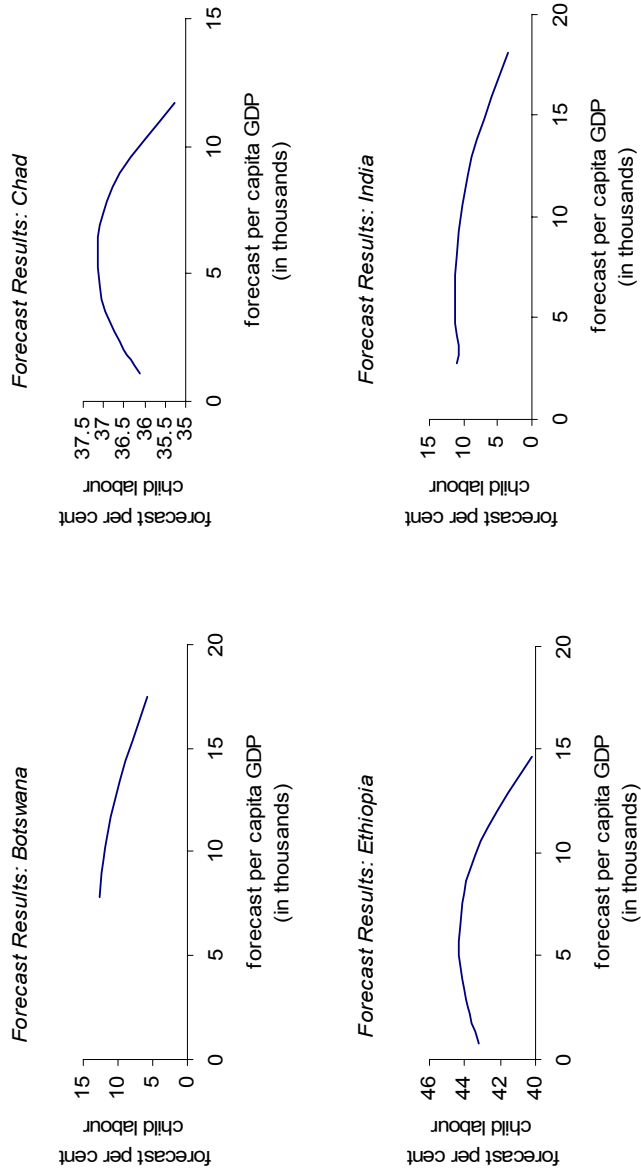 Forecast Results: Botswana
forecast per cent
child labour
15
10
5
0
0
5
10
15
20
forecast per capita GDP
(in thousands)
Forecast Results: Chad
forecast per cent
child labour
37.5
37
36.5
36
35.5
35
0
5
10
15
forecast per capita GDP
(in thousands)
Forecast Results: Ethiopia
forecast per cent
child labour
46
44
42
40
0
5
10
15
20
forecast per capita GDP
(in thousands)
Forecast Results: India
forecast per cent
child labour
15
10
5
0
0
5
10
15
20
forecast per capita GDP
(in thousands)